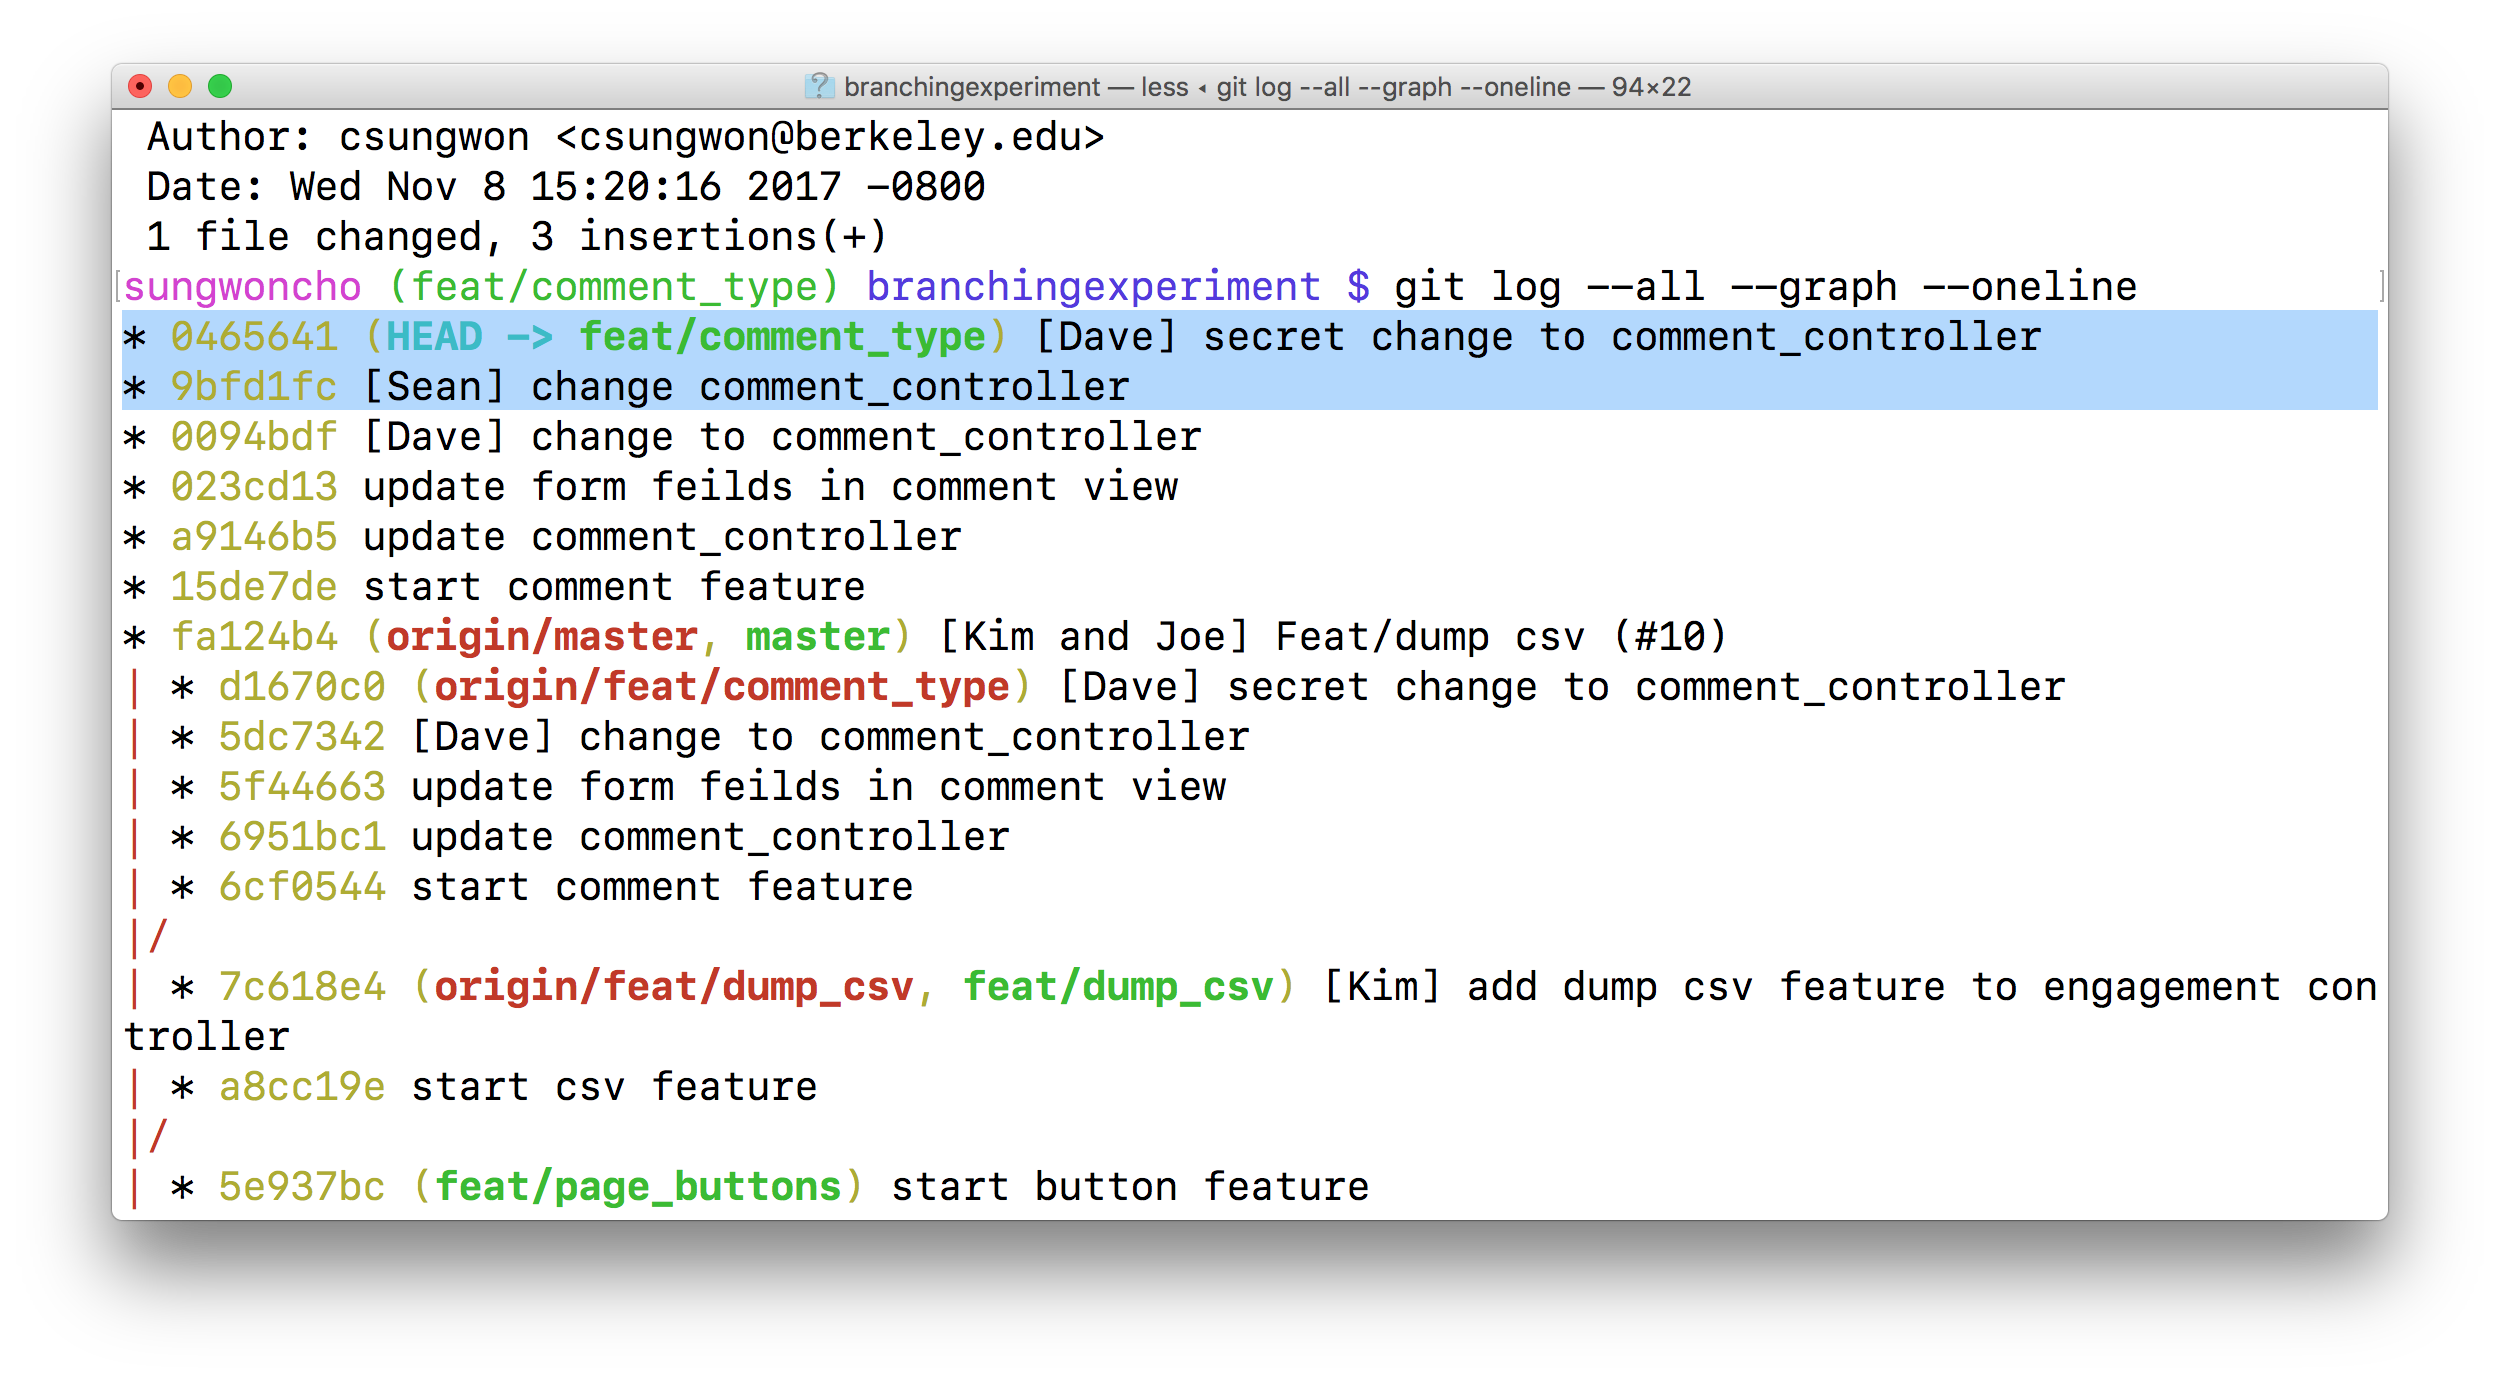 branchingexperiment — less ◂ git log --all --graph --oneline — 94×22
Author: csungwon <csungwon@berkeley.edu>
Date: Wed Nov 8 15:20:16 2017 -0800
1 file changed, 3 insertions(+)
[sungwoncho (feat/comment_type) branchingexperiment $ git log --all --graph --oneline ]
* 0465641 (HEAD -> feat/comment_type) [Dave] secret change to comment_controller
* 9bfd1fc [Sean] change comment_controller
* 0094bdf [Dave] change to comment_controller
* 023cd13 update form feilds in comment view
* a9146b5 update comment_controller
* 15de7de start comment feature
* fa124b4 (origin/master, master) [Kim and Joe] Feat/dump csv (#10)
| * d1670c0 (origin/feat/comment_type) [Dave] secret change to comment_controller
| * 5dc7342 [Dave] change to comment_controller
| * 5f44663 update form feilds in comment view
| * 6951bc1 update comment_controller
| * 6cf0544 start comment feature
|/
| * 7c618e4 (origin/feat/dump_csv, feat/dump_csv) [Kim] add dump csv feature to engagement con
troller
| * a8cc19e start csv feature
|/
| * 5e937bc (feat/page_buttons) start button feature